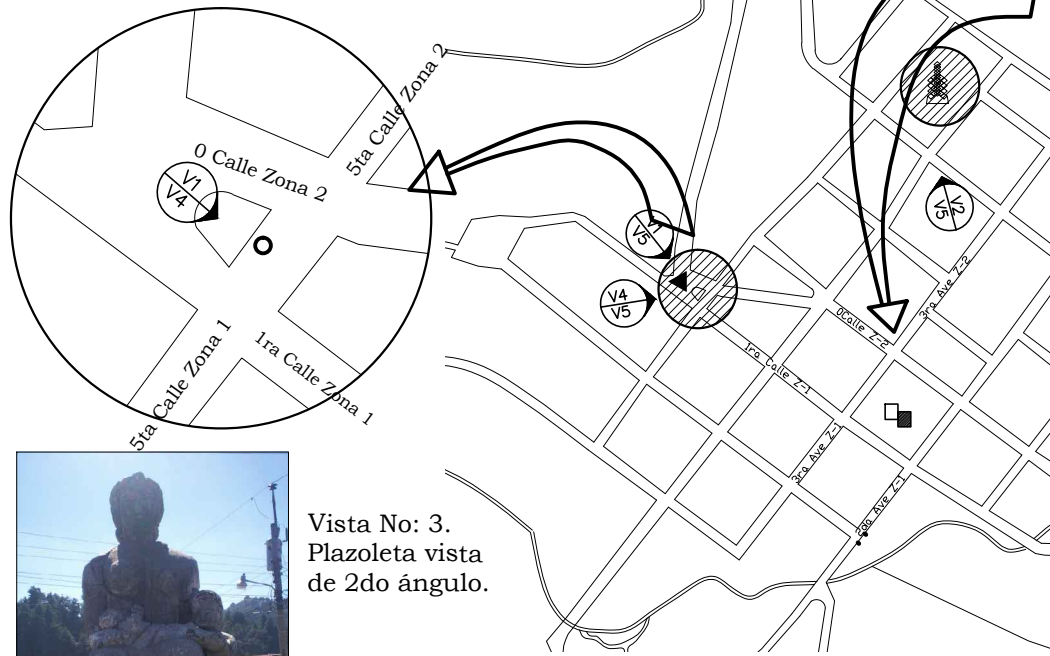 5ta Calle Zona 2
0 Calle Zona 2
V1
V4
5ta Calle Zona 1
1ra Calle Zona 1
V5
V4
V5
V2
V5
0Calle Z-2
3ra Ave Z-2
1ra Calle Z-1
3ra Ave Z-1
2da Ave Z-1
Vista No: 3.
Plazoleta vista
de 2do ángulo.